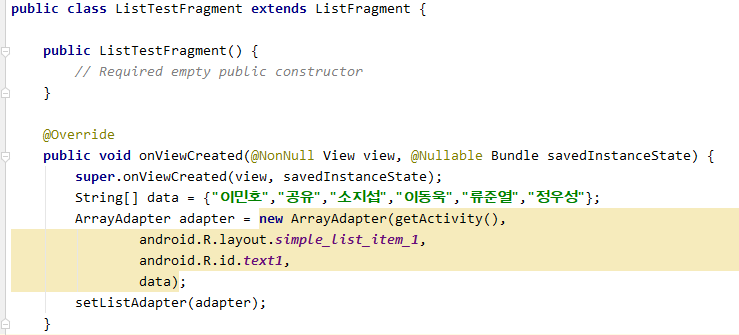 public class ListTestFragment extends ListFragment {
public ListTestFragment() {
// Required empty public constructor
}
@Override
public void onViewCreated(@NonNull View view, @Nullable Bundle savedInstanceState) {
super.onViewCreated(view, savedInstanceState);
String[] data = {"이민호","공유","소지섭","이동욱","류준열","정우성"};
ArrayAdapter adapter = new ArrayAdapter(getActivity(),
android.R.layout.simple_list_item_1,
android.R.id.text1,
data);
setListAdapter(adapter);
}